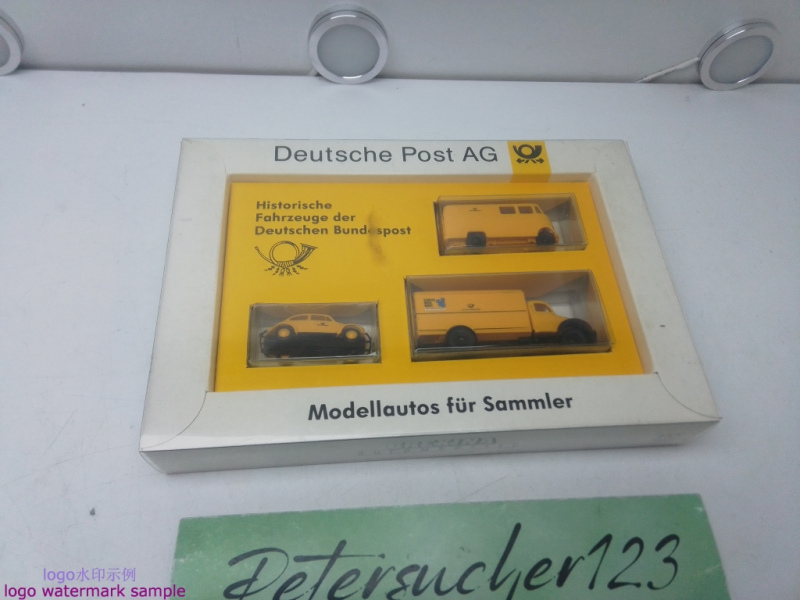 Deutsche Post AG
Historische
Fahrzeuge der
Deutschen Bundespost
Modellautos für Sammler
Petersucher123
logo水印示例
logo watermark sample